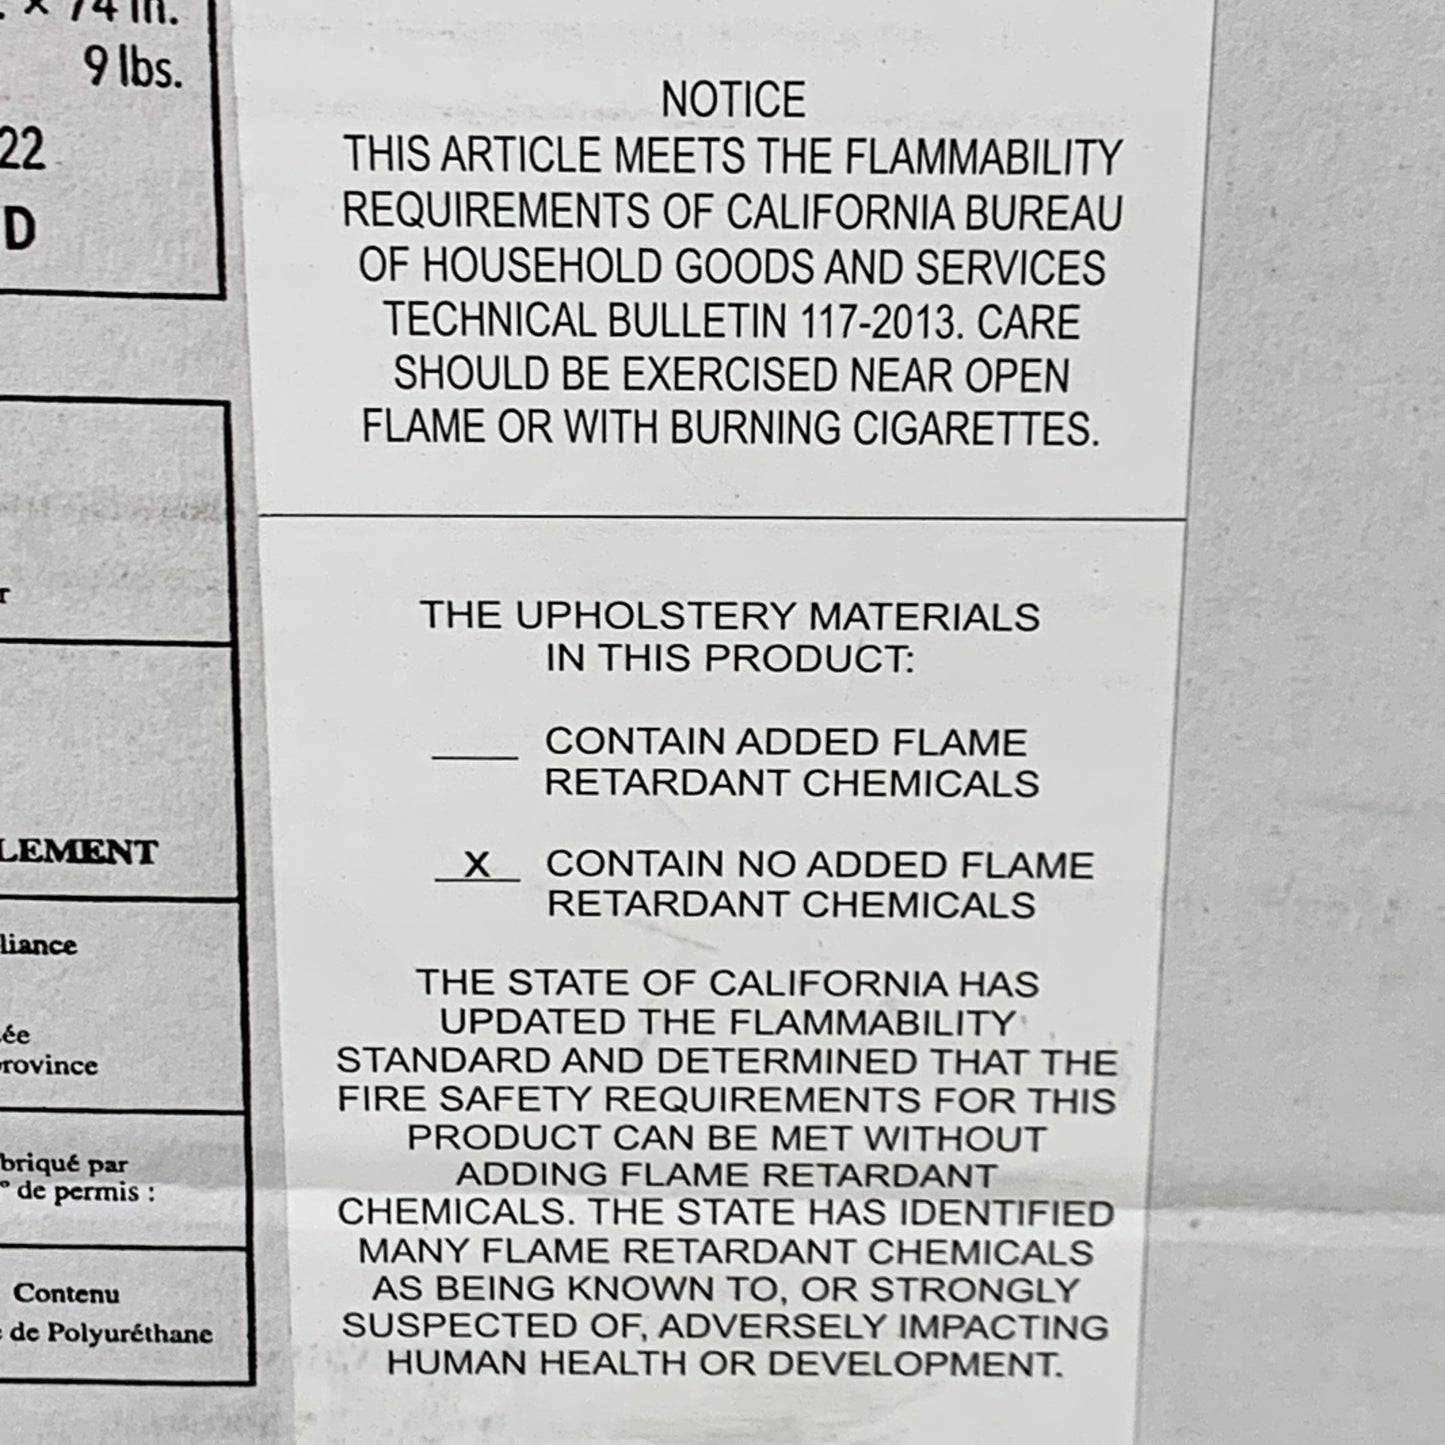 74 in.
9 lbs.
22
D
LEMENT
liance
ée
rovince
briqué par
° de permis :
Contenu
de Polyuréthane
NOTICE
THIS ARTICLE MEETS THE FLAMMABILITY
REQUIREMENTS OF CALIFORNIA BUREAU
OF HOUSEHOLD GOODS AND SERVICES
TECHNICAL BULLETIN 117-2013. CARE
SHOULD BE EXERCISED NEAR OPEN
FLAME OR WITH BURNING CIGARETTES.
THE UPHOLSTERY MATERIALS
IN THIS PRODUCT:
____ CONTAIN ADDED FLAME
RETARDANT CHEMICALS
X CONTAIN NO ADDED FLAME
RETARDANT CHEMICALS
THE STATE OF CALIFORNIA HAS
UPDATED THE FLAMMABILITY
STANDARD AND DETERMINED THAT THE
FIRE SAFETY REQUIREMENTS FOR THIS
PRODUCT CAN BE MET WITHOUT
ADDING FLAME RETARDANT
CHEMICALS. THE STATE HAS IDENTIFIED
MANY FLAME RETARDANT CHEMICALS
AS BEING KNOWN TO, OR STRONGLY
SUSPECTED OF, ADVERSELY IMPACTING
HUMAN HEALTH OR DEVELOPMENT.